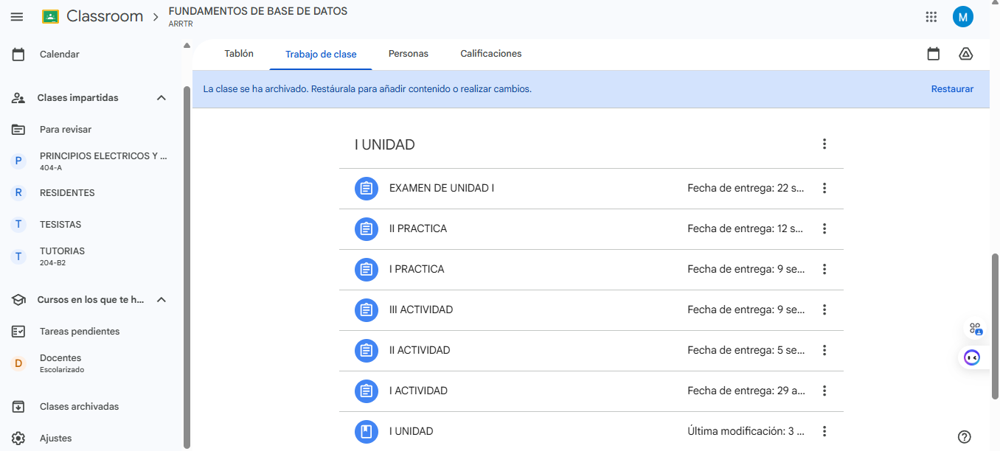 Classroom
FUNDAMENTOS DE BASE DE DATOS
ARRTR
M
Calendar
Clases impartidas
Para revisar
P
PRINCIPIOS ELECTRICOS Y ...
404-A
R
RESIDENTES
T
TESISTAS
T
TUTORIAS
204-B2
Cursos en los que te h...
Tareas pendientes
D
Docentes
Escolarizado
Clases archivadas
Ajustes
Tablón
Trabajo de clase
Personas
Calificaciones
La clase se ha archivado. Restáurala para añadir contenido o realizar cambios.
Restaurar
I UNIDAD
EXAMEN DE UNIDAD I
Fecha de entrega: 22 s...
II PRACTICA
Fecha de entrega: 12 s...
I PRACTICA
Fecha de entrega: 9 se...
III ACTIVIDAD
Fecha de entrega: 9 se...
II ACTIVIDAD
Fecha de entrega: 5 se...
I ACTIVIDAD
Fecha de entrega: 29 a...
I UNIDAD
Última modificación: 3 ...